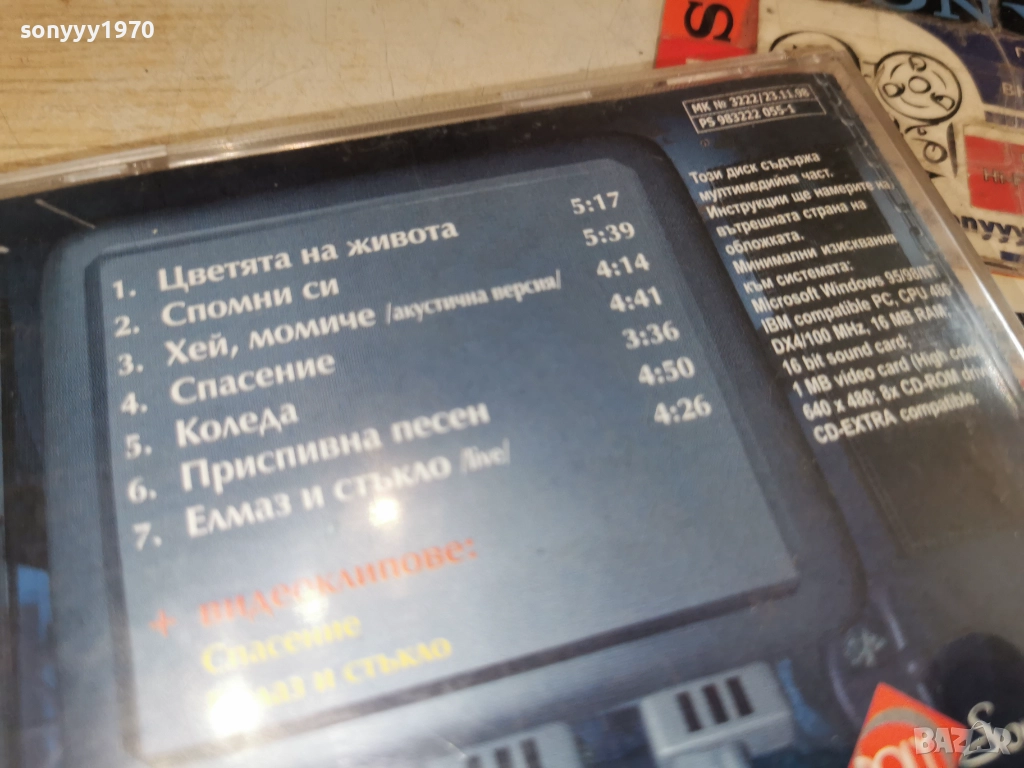 sonyyy1970
S
МК № 3222/23.11.98
PS 983222 055-1
1. Цветята на живота 5:17
2. Спомни си 5:39
3. Хей, момиче /акустична версия/ 4:14
4. Спасение 4:41
5. Коледа 3:36
6. Приспивна песен 4:50
7. Елмаз и стъкло /live/ 4:26
+ видеоклипове:
Спасение
Елмаз и стъкло
Този диск съдържа
мултимедийна част.
Инструкции ще намерите на
вътрешната страна на
обложката.
Минимални изисквания
към системата:
Microsoft Windows 95/98/NT
IBM compatible PC, CPU 486
DX4/100 MHz, 16 MB RAM;
16 bit sound card;
1 MB video card (High color
640 x 480; 8x CD-ROM drive
CD-EXTRA compatible.
BAZAR